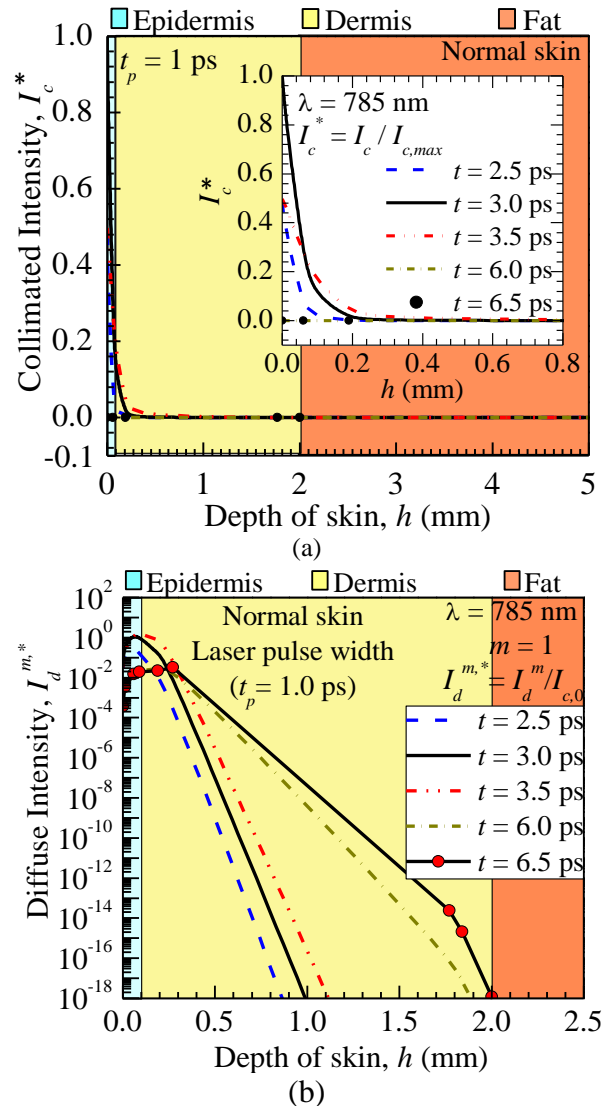 Epidermis Dermis Fat
Normal skin
t_p = 1 ps
Collimated Intensity, I_c^*
1.0
0.8
0.6
0.4
0.2
0.0
-0.1
0 1 2 3 4 5
Depth of skin, h (mm)
λ = 785 nm
I_c^* = I_c / I_{c,max}
t = 2.5 ps
t = 3.0 ps
t = 3.5 ps
t = 6.0 ps
t = 6.5 ps
I_c^*
1.0
0.8
0.6
0.4
0.2
0.0
0.0 0.2 0.4 0.6 0.8
h (mm)
(a)
Epidermis Dermis Fat
Normal skin
Laser pulse width
(t_p = 1.0 ps)
λ = 785 nm
m = 1
I_d^{m,*} = I_d^m/I_{c,0}
t = 2.5 ps
t = 3.0 ps
t = 3.5 ps
t = 6.0 ps
t = 6.5 ps
Diffuse Intensity, I_d^{m,*}
10^2
10^0
10^-2
10^-4
10^-6
10^-8
10^-10
10^-12
10^-14
10^-16
10^-18
0.0 0.5 1.0 1.5 2.0 2.5
Depth of skin, h (mm)
(b)